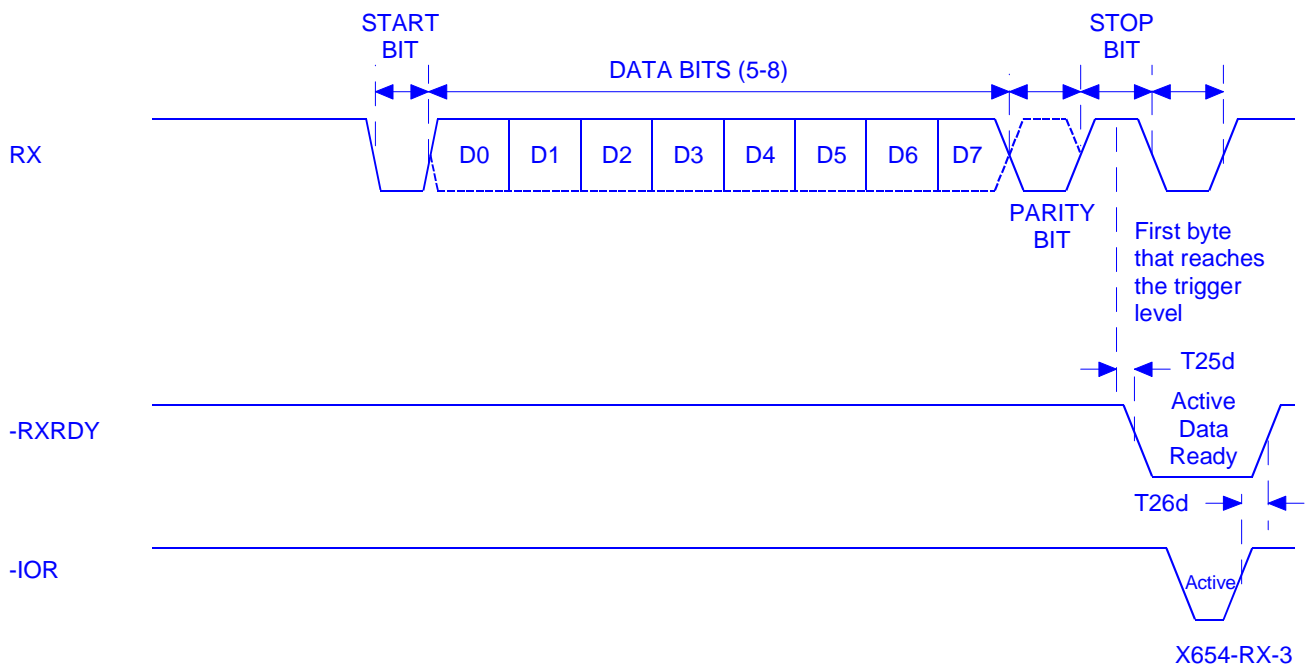 START
BIT
STOP
BIT
DATA BITS (5-8)
RX
D0 D1 D2 D3 D4 D5 D6 D7
PARITY
BIT
First byte
that reaches
the trigger
level
T25d
-RXRDY
Active
Data
Ready
T26d
-IOR
Active
X654-RX-3